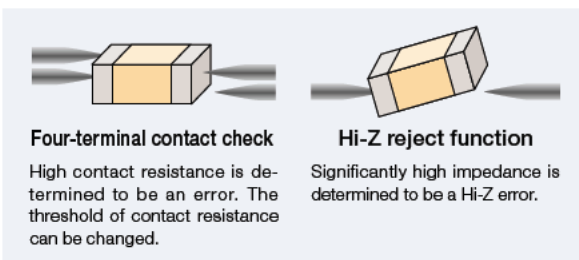 Four-terminal contact check
High contact resistance is de-
termined to be an error. The
threshold of contact resistance
can be changed.
Hi-Z reject function
Significantly high impedance is
determined to be a Hi-Z error.